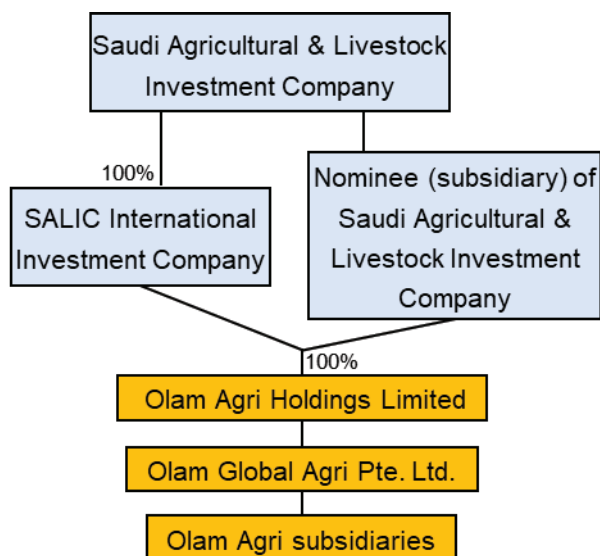 Saudi Agricultural & Livestock
Investment Company
100%
SALIC International
Investment Company
Nominee (subsidiary) of
Saudi Agricultural &
Livestock Investment
Company
100%
Olam Agri Holdings Limited
Olam Global Agri Pte. Ltd.
Olam Agri subsidiaries